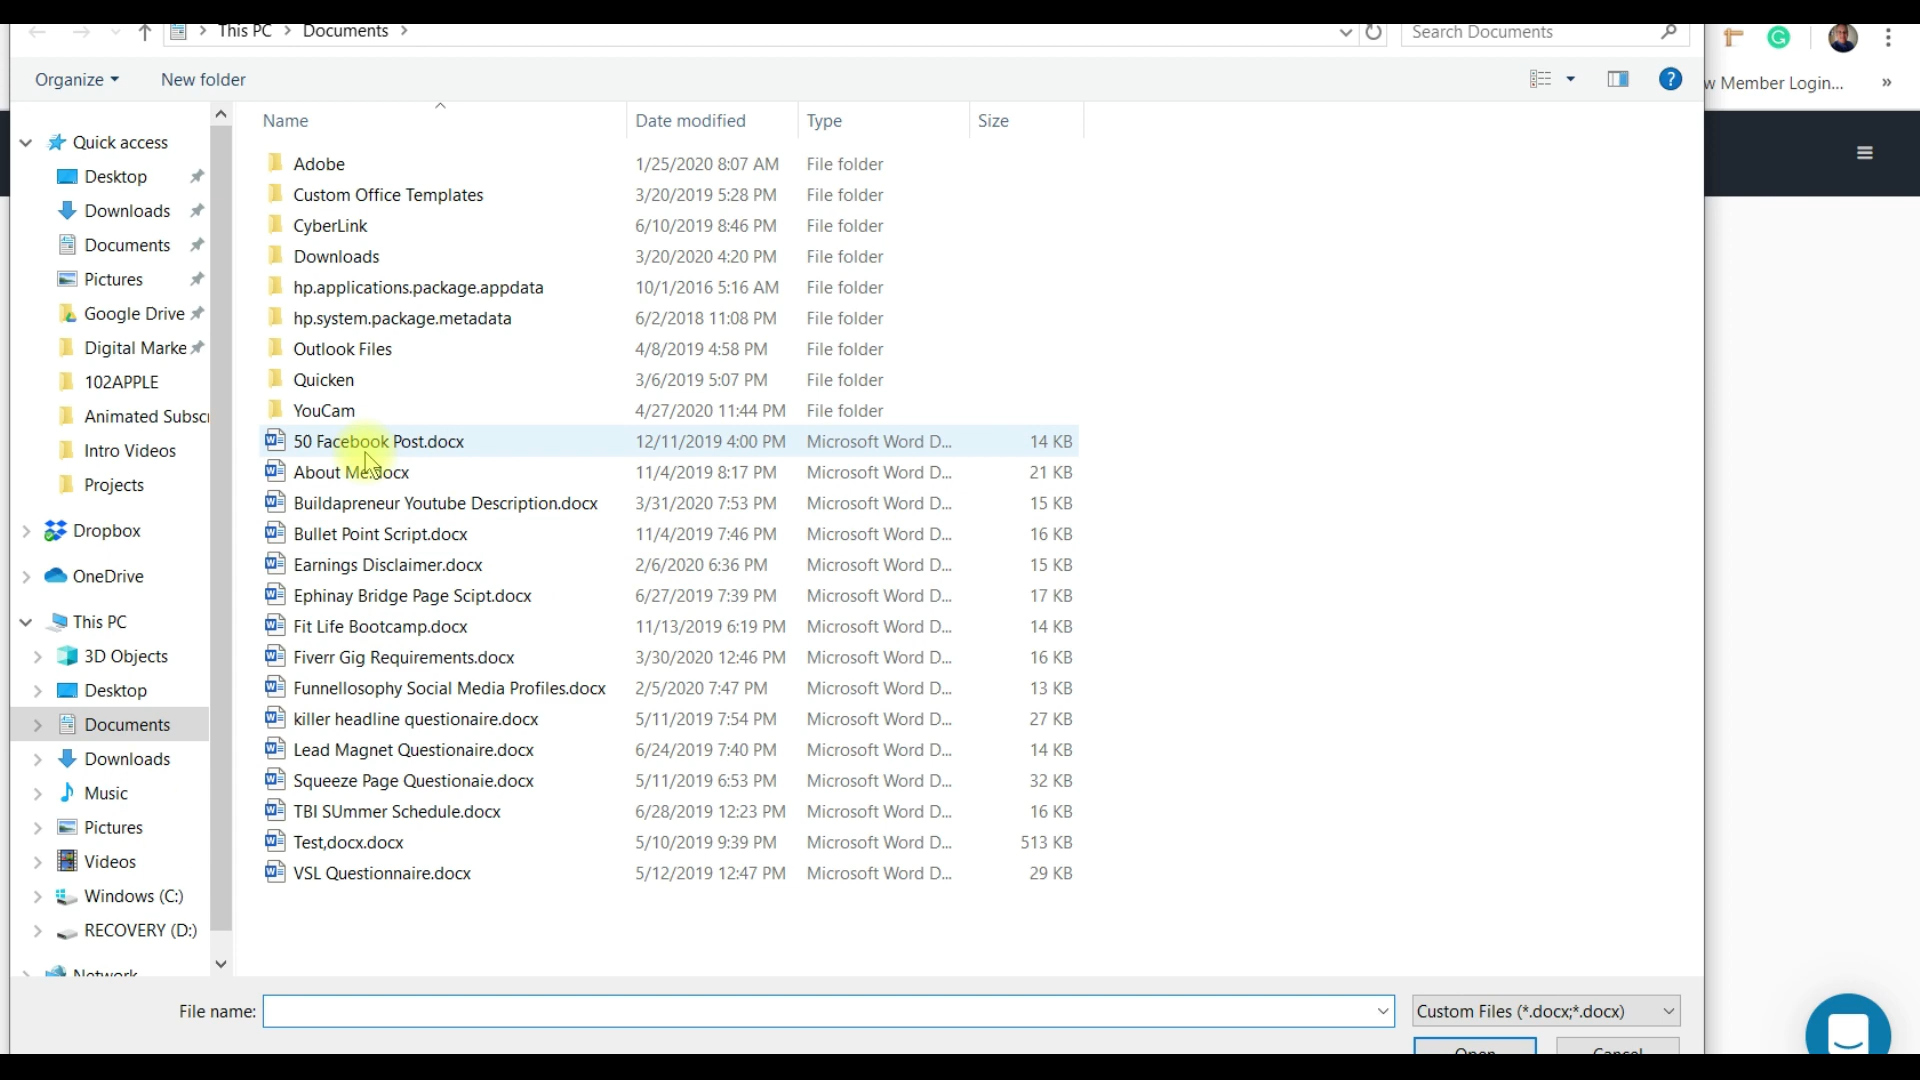 This PC > Documents >
Search Documents
Organize
New folder
w Member Login... »
Name
Date modified
Type
Size
Quick access
Desktop
Downloads
Documents
Pictures
Google Drive
Digital Marke
102APPLE
Animated Subsc
Intro Videos
Projects
Dropbox
OneDrive
This PC
3D Objects
Desktop
Documents
Downloads
Music
Pictures
Videos
Windows (C:)
RECOVERY (D:)
Network
Adobe 1/25/2020 8:07 AM File folder
Custom Office Templates 3/20/2019 5:28 PM File folder
CyberLink 6/10/2019 8:46 PM File folder
Downloads 3/20/2020 4:20 PM File folder
hp.applications.package.appdata 10/1/2016 5:16 AM File folder
hp.system.package.metadata 6/2/2018 11:08 PM File folder
Outlook Files 4/8/2019 4:58 PM File folder
Quicken 3/6/2019 5:07 PM File folder
YouCam 4/27/2020 11:44 PM File folder
50 Facebook Post.docx 12/11/2019 4:00 PM Microsoft Word D... 14 KB
About Me.docx 11/4/2019 8:17 PM Microsoft Word D... 21 KB
Buildapreneur Youtube Description.docx 3/31/2020 7:53 PM Microsoft Word D... 15 KB
Bullet Point Script.docx 11/4/2019 7:46 PM Microsoft Word D... 16 KB
Earnings Disclaimer.docx 2/6/2020 6:36 PM Microsoft Word D... 15 KB
Ephinay Bridge Page Scipt.docx 6/27/2019 7:39 PM Microsoft Word D... 17 KB
Fit Life Bootcamp.docx 11/13/2019 6:19 PM Microsoft Word D... 14 KB
Fiverr Gig Requirements.docx 3/30/2020 12:46 PM Microsoft Word D... 16 KB
Funnellosophy Social Media Profiles.docx 2/5/2020 7:47 PM Microsoft Word D... 13 KB
killer headline questionaire.docx 5/11/2019 7:54 PM Microsoft Word D... 27 KB
Lead Magnet Questionaire.docx 6/24/2019 7:40 PM Microsoft Word D... 14 KB
Squeeze Page Questionaie.docx 5/11/2019 6:53 PM Microsoft Word D... 32 KB
TBI SUmmer Schedule.docx 6/28/2019 12:23 PM Microsoft Word D... 16 KB
Test,docx.docx 5/10/2019 9:39 PM Microsoft Word D... 513 KB
VSL Questionnaire.docx 5/12/2019 12:47 PM Microsoft Word D... 29 KB
File name:
Custom Files (*.docx;*.docx)
Open
Cancel